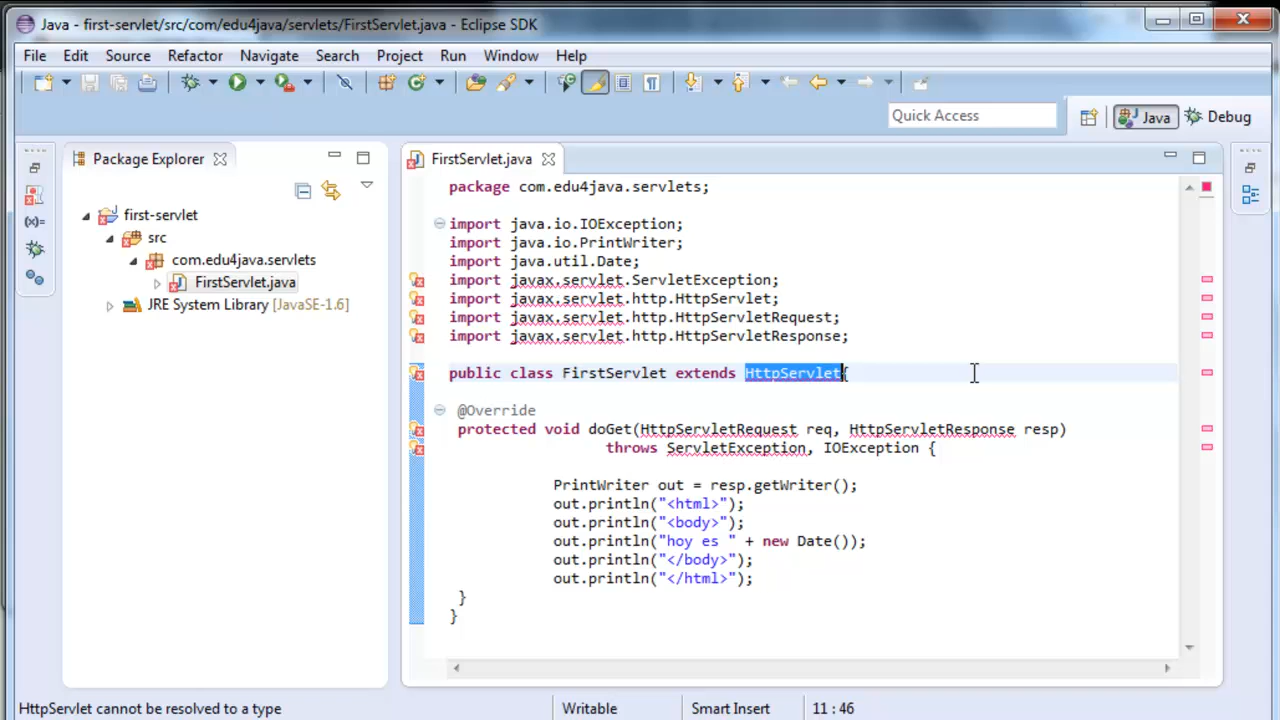 Java - first-servlet/src/com/edu4java/servlets/FirstServlet.java - Eclipse SDK
File Edit Source Refactor Navigate Search Project Run Window Help
Quick Access
Java
Debug
Package Explorer
FirstServlet.java
first-servlet
src
com.edu4java.servlets
FirstServlet.java
JRE System Library [JavaSE-1.6]
package com.edu4java.servlets;
import java.io.IOException;
import java.io.PrintWriter;
import java.util.Date;
import javax.servlet.ServletException;
import javax.servlet.http.HttpServlet;
import javax.servlet.http.HttpServletRequest;
import javax.servlet.http.HttpServletResponse;
public class FirstServlet extends HttpServlet{
@Override
protected void doGet(HttpServletRequest req, HttpServletResponse resp)
throws ServletException, IOException {
PrintWriter out = resp.getWriter();
out.println("<html>");
out.println("<body>");
out.println("hoy es " + new Date());
out.println("</body>");
out.println("</html>");
}
}
HttpServlet cannot be resolved to a type
Writable
Smart Insert
11 : 46